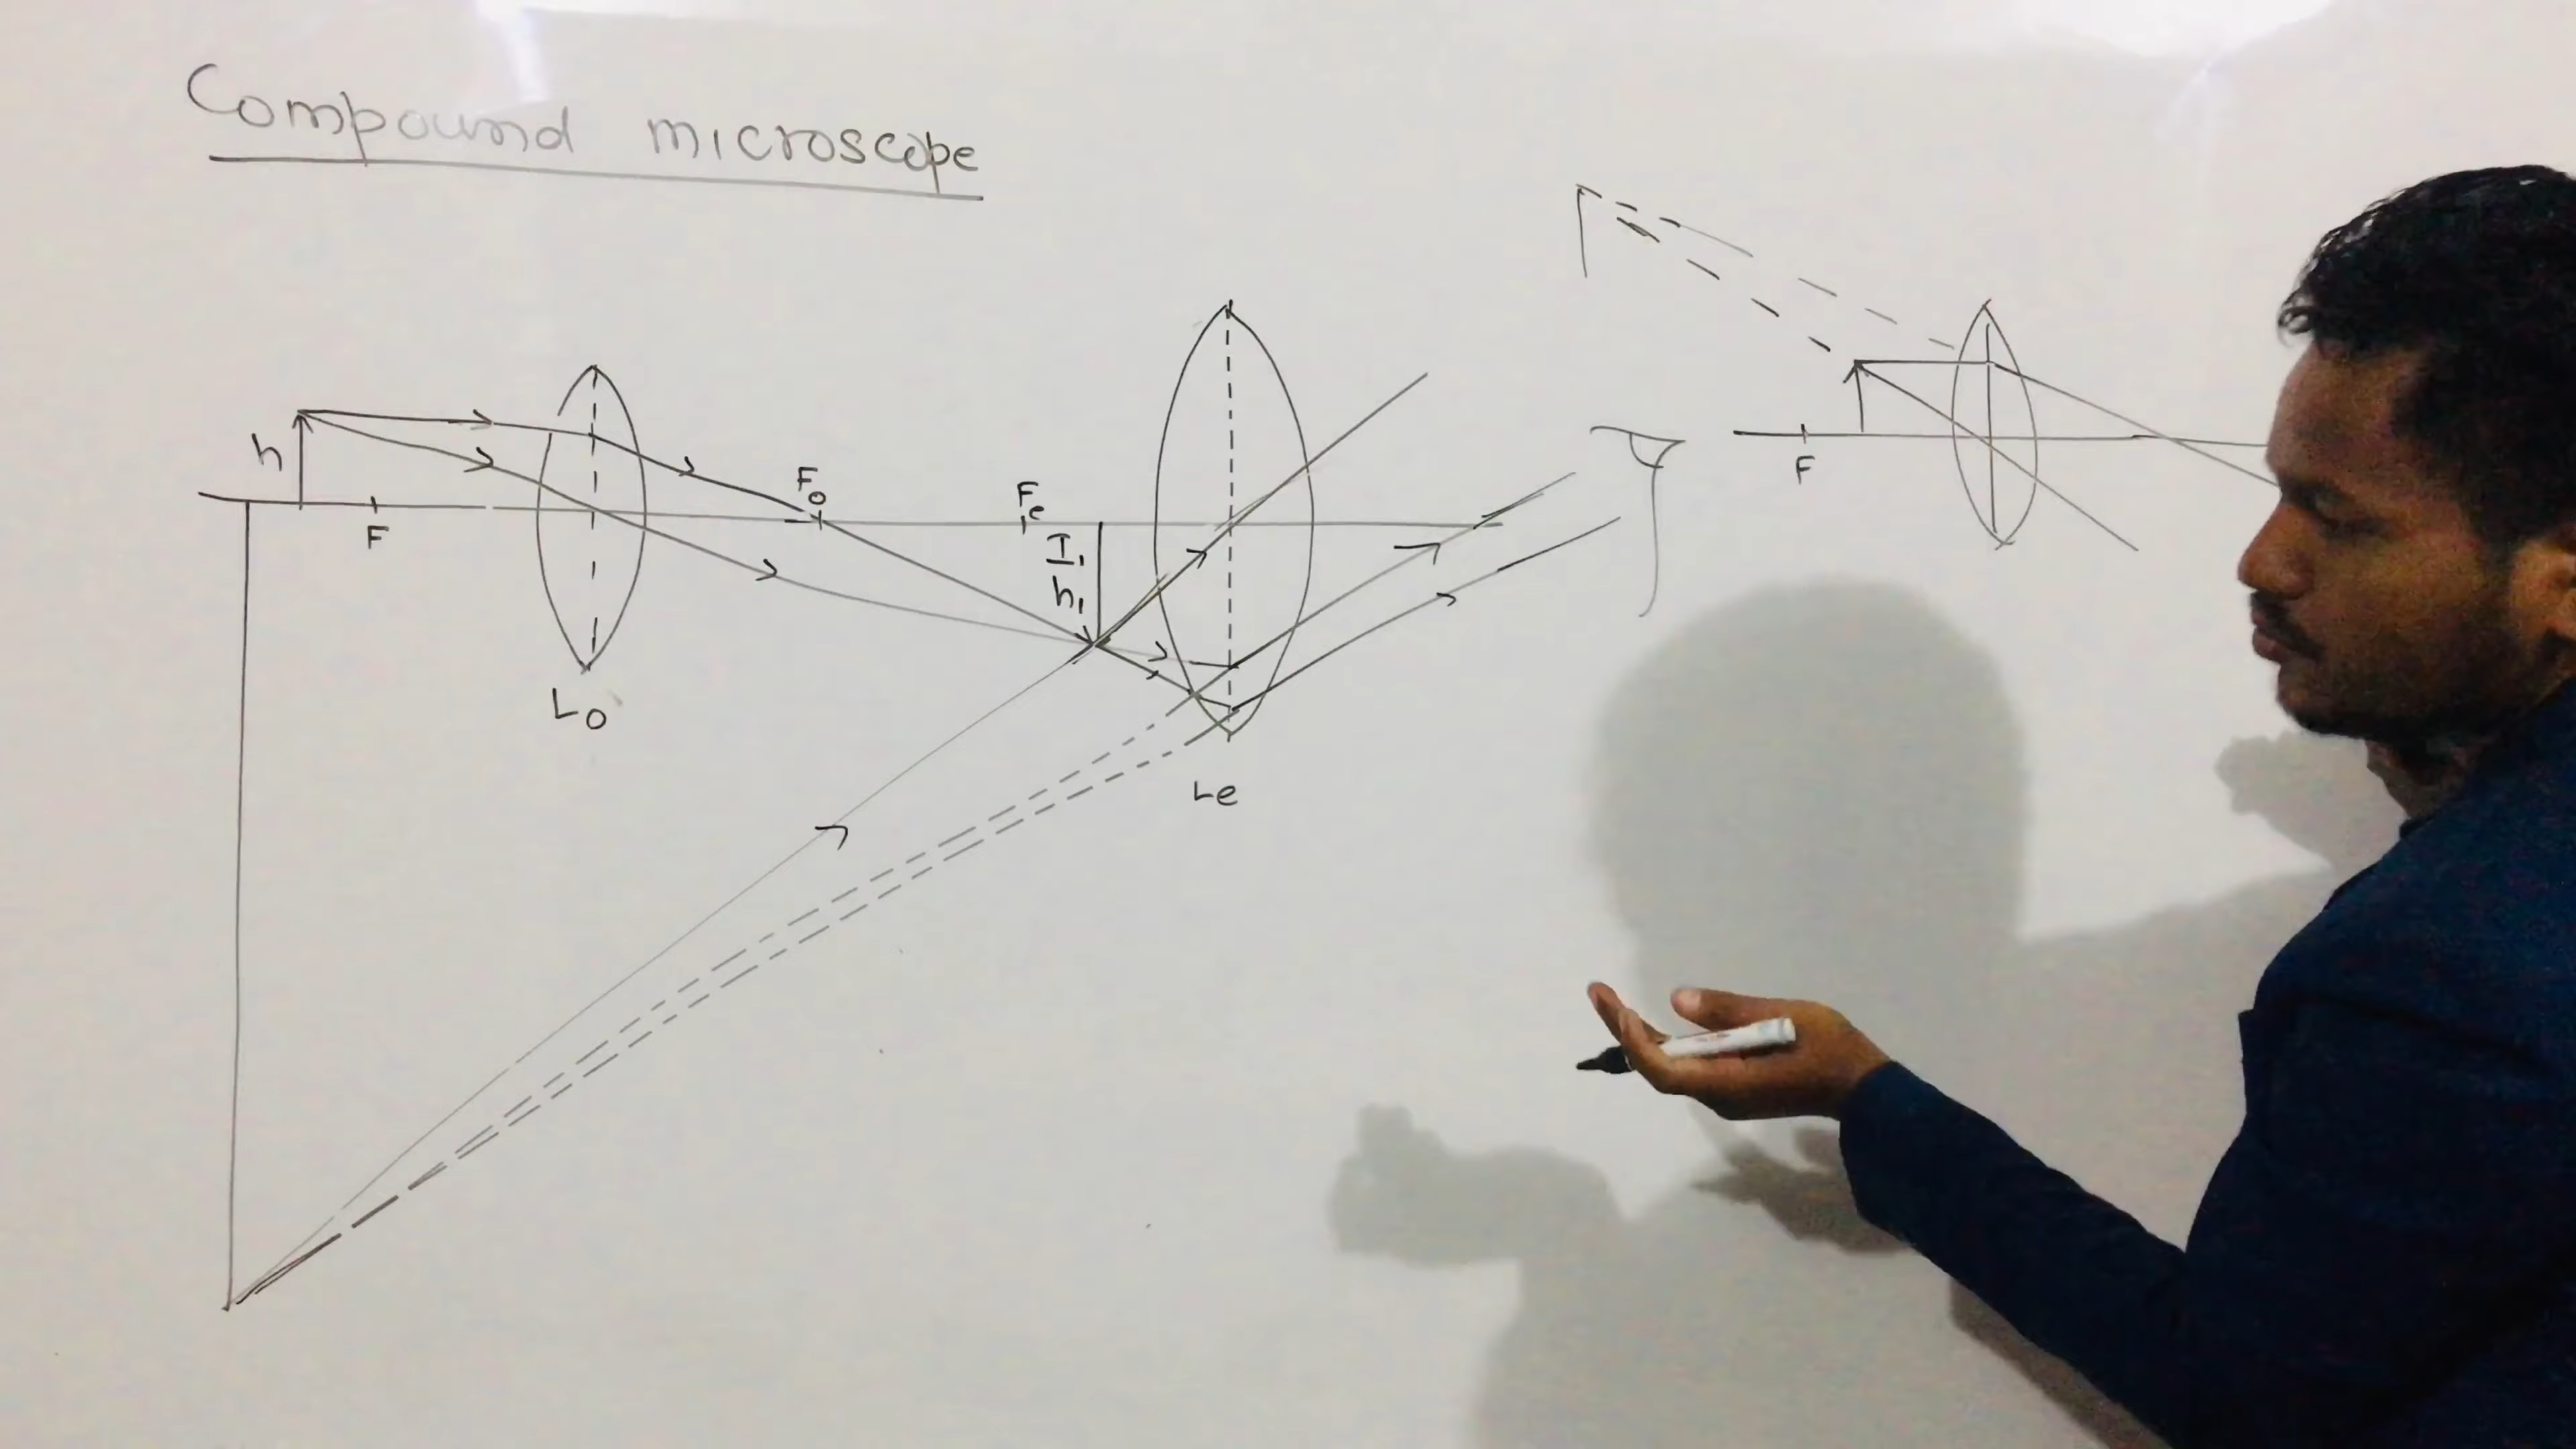 Compound microscope
h
F
L₀
F₀
Fₑ
I₁
h₁
Le
F